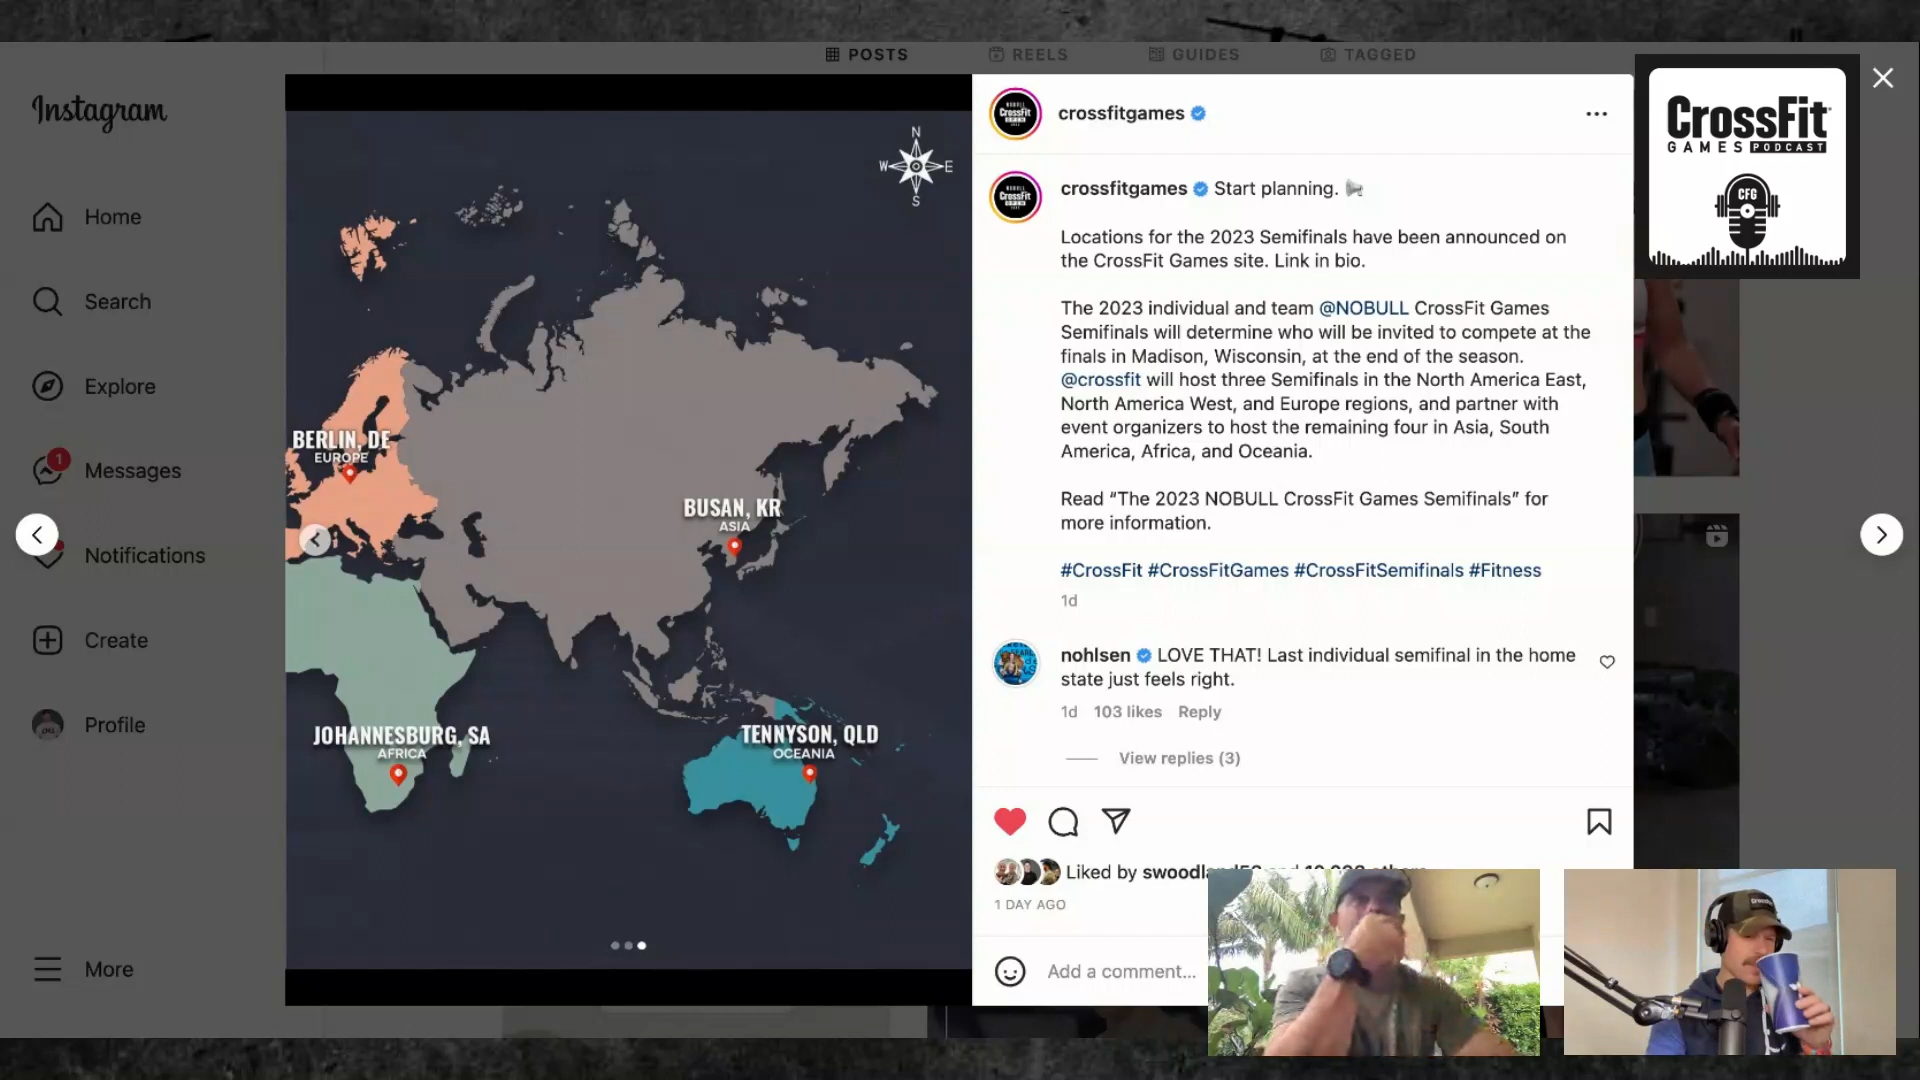 POSTS
REELS
GUIDES
TAGGED
Instagram
Home
Search
Explore
1
Messages
Notifications
Create
Profile
More
N
W E
S
BERLIN, DE
EUROPE
BUSAN, KR
ASIA
JOHANNESBURG, SA
AFRICA
TENNYSON, QLD
OCEANIA
crossfitgames
crossfitgames Start planning.
Locations for the 2023 Semifinals have been announced on
the CrossFit Games site. Link in bio.
The 2023 individual and team @NOBULL CrossFit Games
Semifinals will determine who will be invited to compete at the
finals in Madison, Wisconsin, at the end of the season.
@crossfit will host three Semifinals in the North America East,
North America West, and Europe regions, and partner with
event organizers to host the remaining four in Asia, South
America, Africa, and Oceania.
Read “The 2023 NOBULL CrossFit Games Semifinals” for
more information.
#CrossFit #CrossFitGames #CrossFitSemifinals #Fitness
1d
nohlsen LOVE THAT! Last individual semifinal in the home
state just feels right.
1d 103 likes Reply
View replies (3)
Liked by
1 DAY AGO
Add a comment...
CrossFit
GAMES PODCAST
CFG